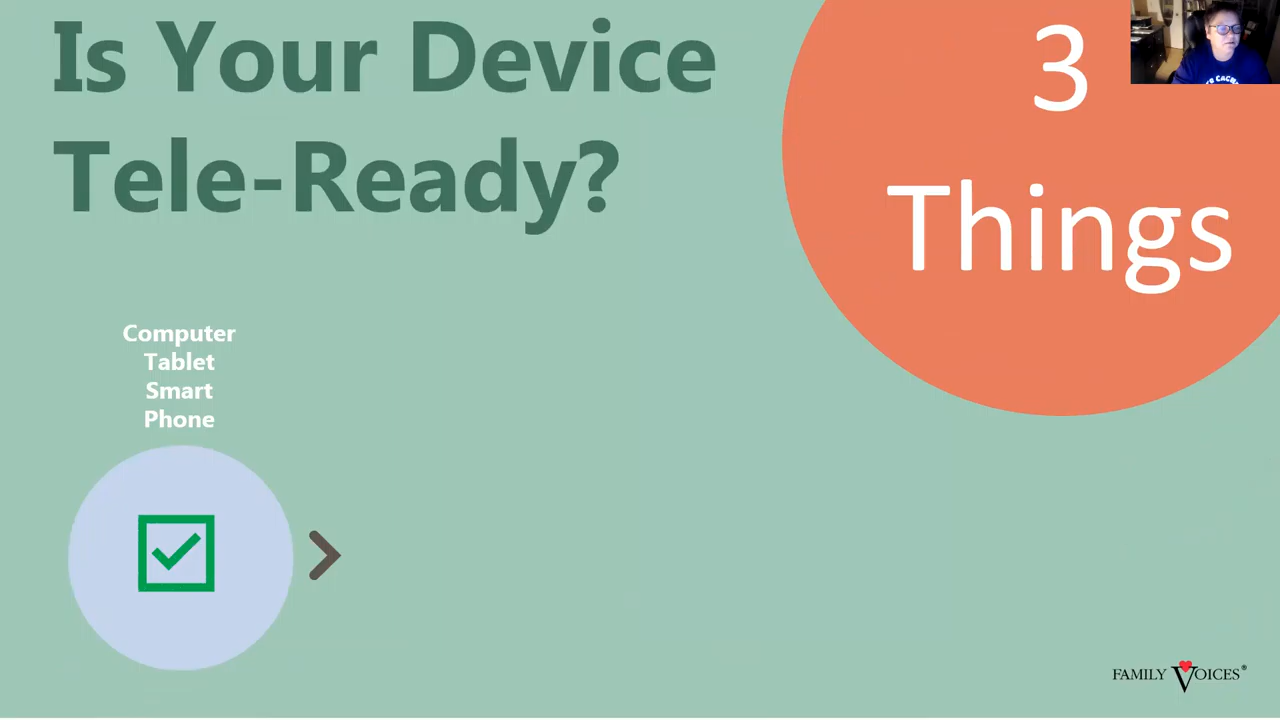 Is Your Device
Tele-Ready?
3
Things
Computer
Tablet
Smart
Phone
FAMILY VOICES®